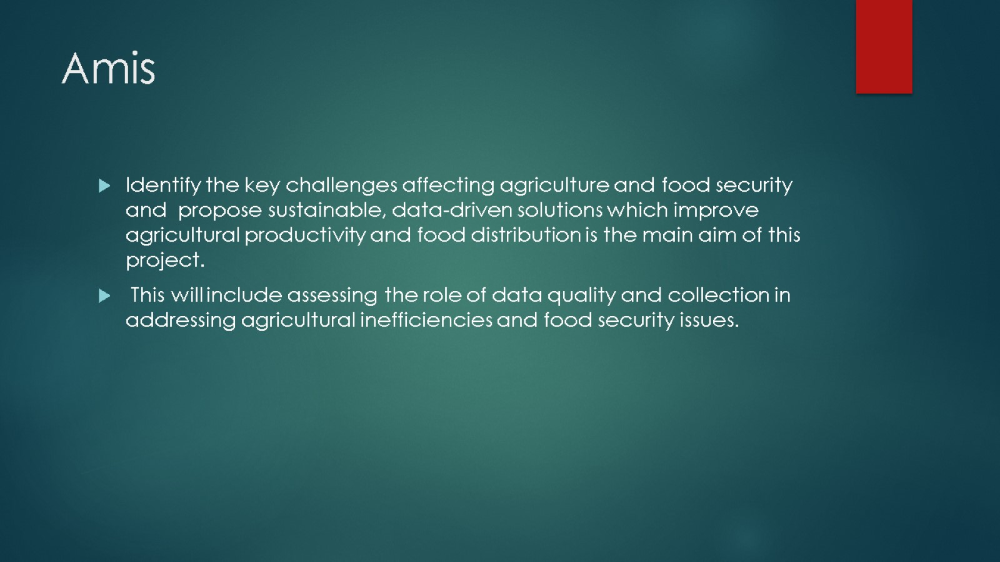 Amis
Identify the key challenges affecting agriculture and food security
and  propose sustainable, data-driven solutions which improve
agricultural productivity and food distribution is the main aim of this
project.
This will include assessing the role of data quality and collection in
addressing agricultural inefficiencies and food security issues.